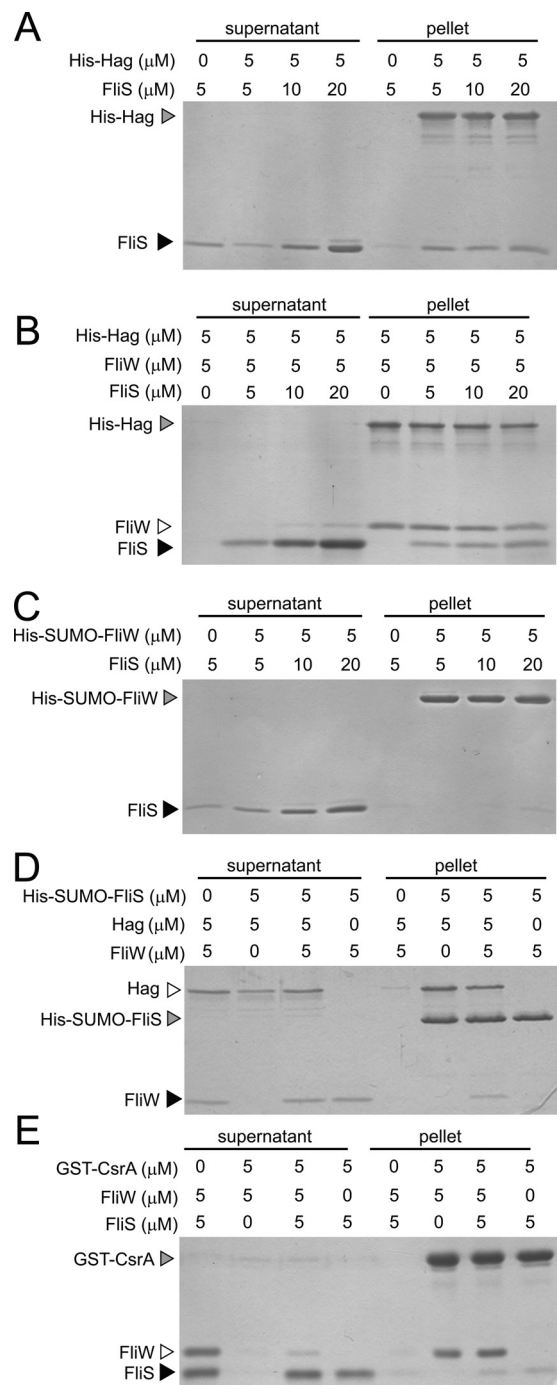 A
supernatant pellet
His-Hag (μM) 0 5 5 5 0 5 5 5
FliS (μM) 5 5 10 20 5 5 10 20
His-Hag
FliS
B
supernatant pellet
His-Hag (μM) 5 5 5 5 5 5 5 5
FliW (μM) 5 5 5 5 5 5 5 5
FliS (μM) 0 5 10 20 0 5 10 20
His-Hag
FliW
FliS
C
supernatant pellet
His-SUMO-FliW (μM) 0 5 5 5 0 5 5 5
FliS (μM) 5 5 10 20 5 5 10 20
His-SUMO-FliW
FliS
D
supernatant pellet
His-SUMO-FliS (μM) 0 5 5 5 0 5 5 5
Hag (μM) 5 5 5 0 5 5 5 0
FliW (μM) 5 0 5 5 5 0 5 5
Hag
His-SUMO-FliS
FliW
E
supernatant pellet
GST-CsrA (μM) 0 5 5 5 0 5 5 5
FliW (μM) 5 5 5 0 5 5 5 0
FliS (μM) 5 0 5 5 5 0 5 5
GST-CsrA
FliW
FliS